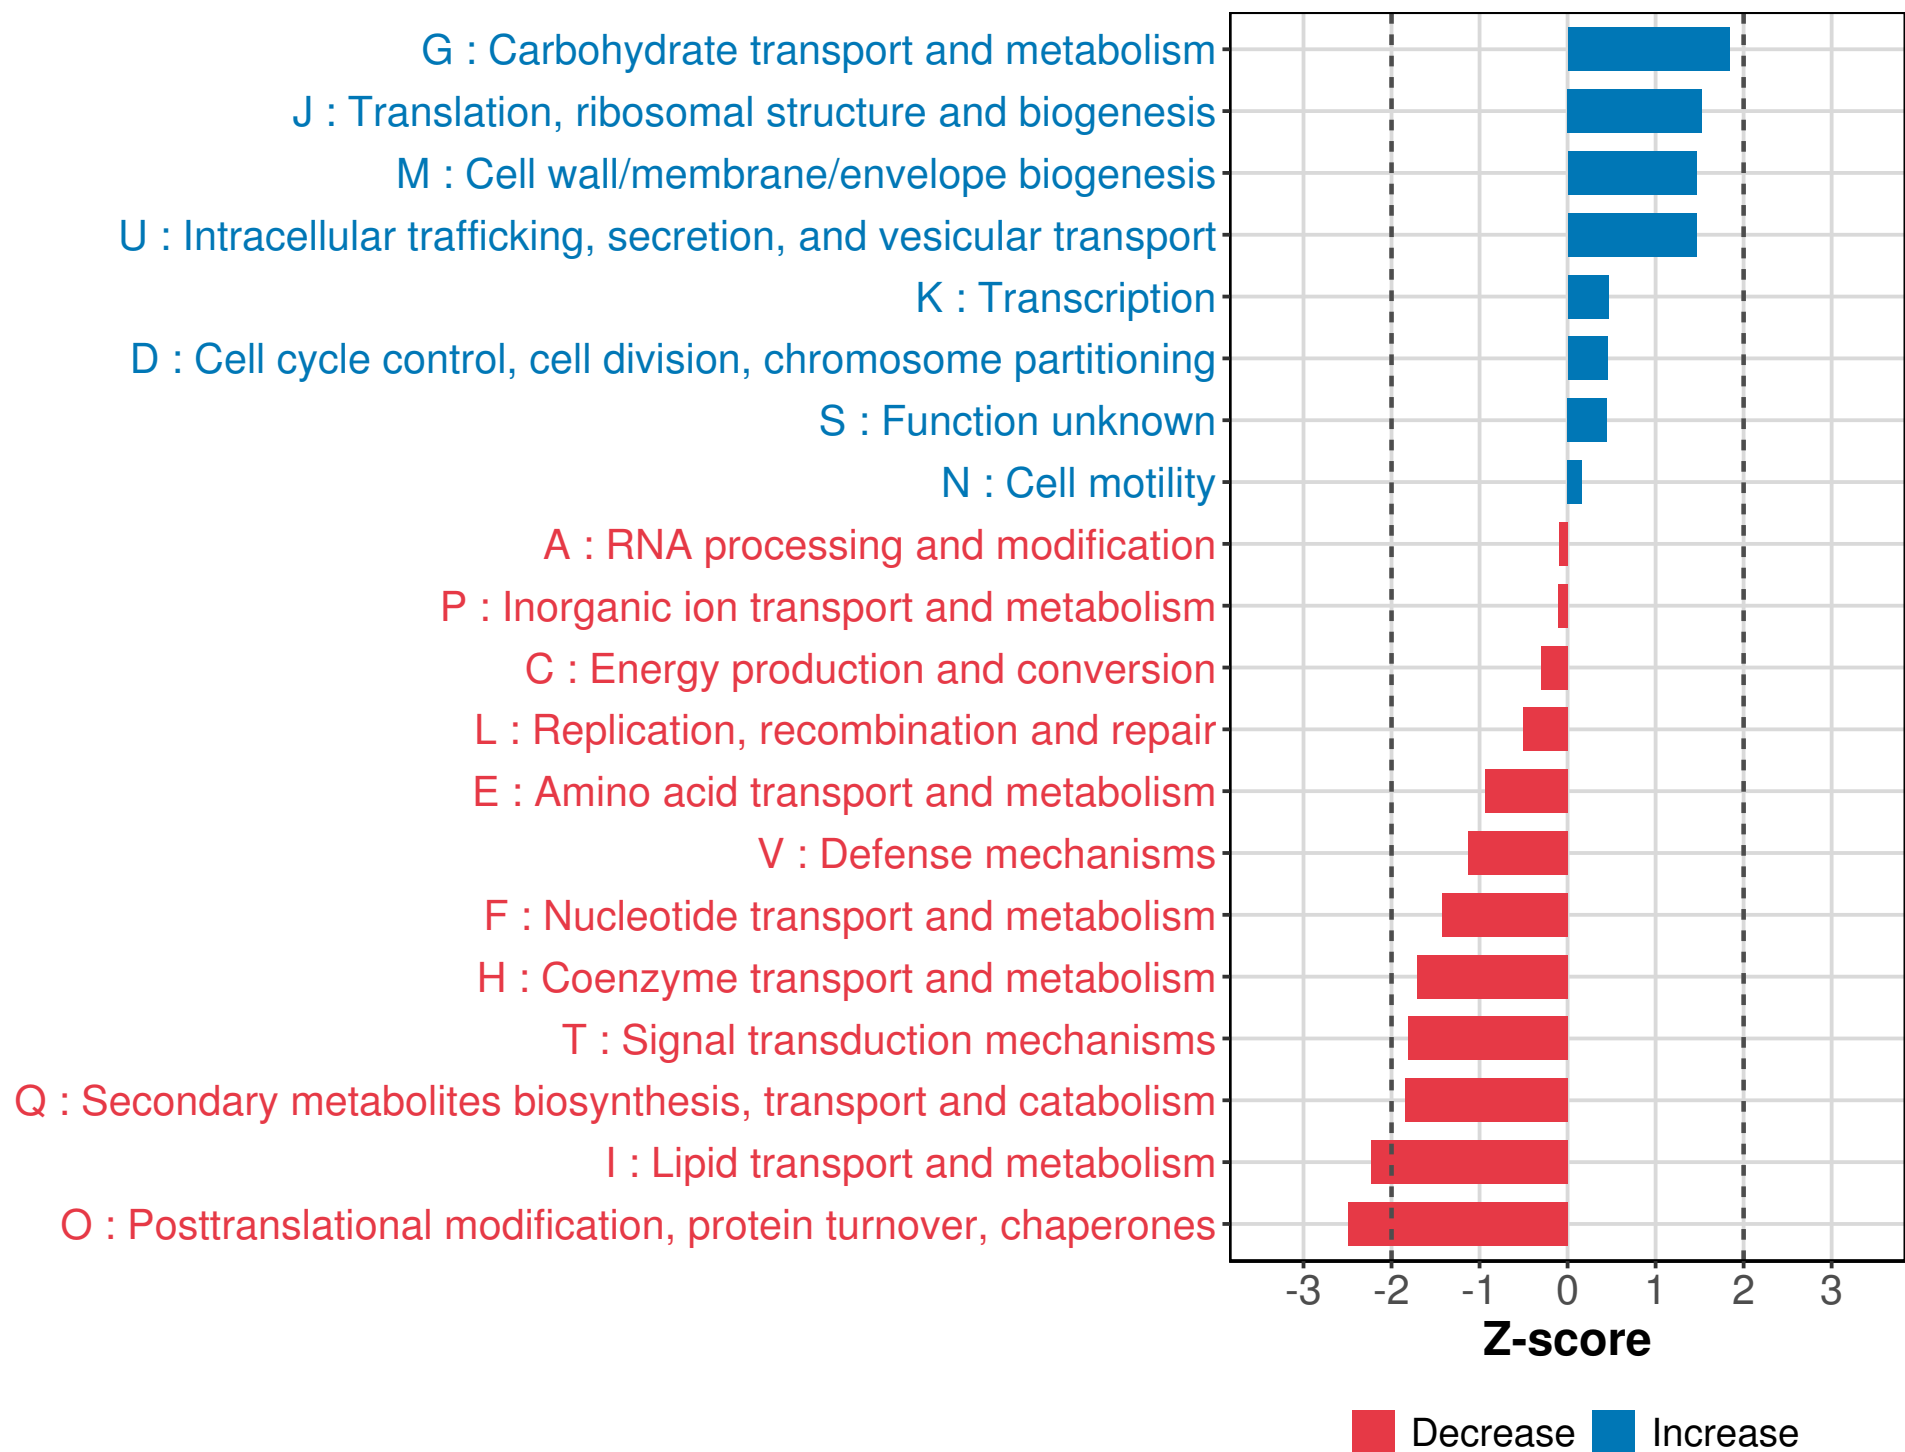 G : Carbohydrate transport and metabolism
J : Translation, ribosomal structure and biogenesis
M : Cell wall/membrane/envelope biogenesis
U : Intracellular trafficking, secretion, and vesicular transport
K : Transcription
D : Cell cycle control, cell division, chromosome partitioning
S : Function unknown
N : Cell motility
A : RNA processing and modification
P : Inorganic ion transport and metabolism
C : Energy production and conversion
L : Replication, recombination and repair
E : Amino acid transport and metabolism
V : Defense mechanisms
F : Nucleotide transport and metabolism
H : Coenzyme transport and metabolism
T : Signal transduction mechanisms
Q : Secondary metabolites biosynthesis, transport and catabolism
I : Lipid transport and metabolism
O : Posttranslational modification, protein turnover, chaperones
-3 -2 -1 0 1 2 3
Z-score
Decrease Increase